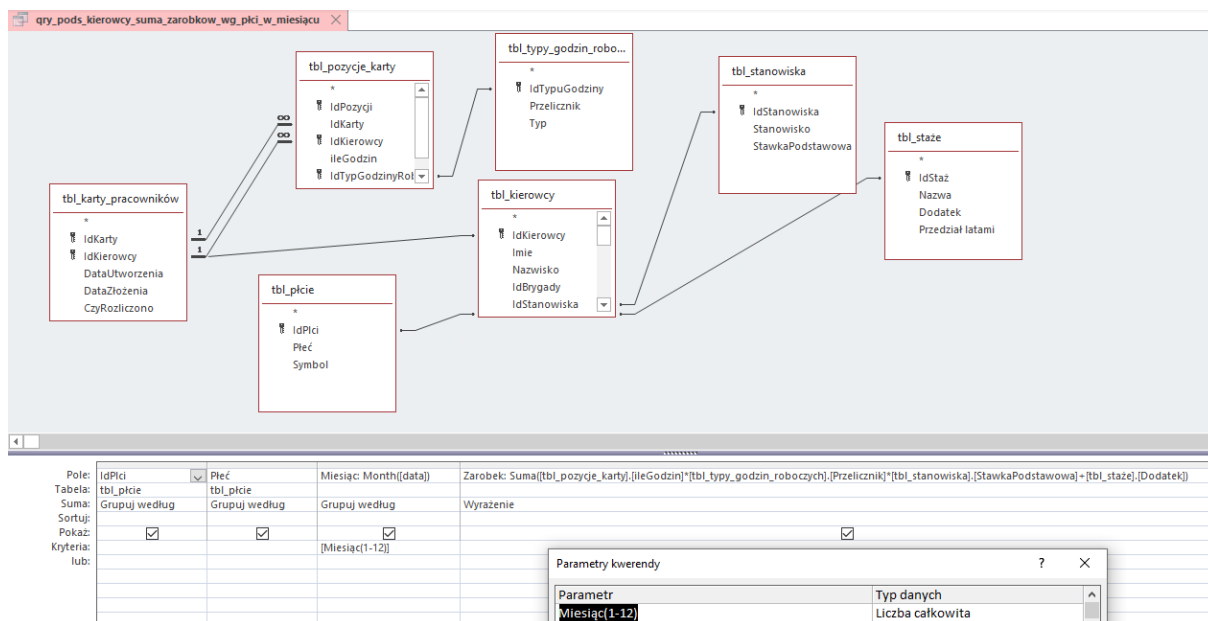 qry_pods_kierowcy_suma_zarobkow_wg_płci_w_miesiącu
tbl_pozycje_karty
*
IdPozycji
IdKarty
IdKierowcy
ileGodzin
tbl_typy_godzin_robo...
*
IdTypuGodziny
Przelicznik
Typ
tbl_stanowiska
*
IdStanowiska
Stanowisko
StawkaPodstawowa
tbl_staże
*
IdStaż
Nazwa
Dodatek
Przedział latami
tbl_karty_pracowników
*
IdKarty
IdKierowcy
DataUtworzenia
DataZłożenia
CzyRozliczono
∞
∞
1
1
tbl_kierowcy
*
IdKierowcy
Imie
Nazwisko
IdBrygady
IdStanowiska
tbl_płcie
*
IdPlci
Płeć
Symbol
Pole: IdPlci Płeć Miesiąc: Month([data]) Zarobek: Suma([tbl_pozycje_karty].[ileGodzin]*[tbl_typy_godzin_roboczych].[Przelicznik]*[tbl_stanowiska].[StawkaPodstawowa]+[tbl_staże].[Dodatek])
Tabela: tbl_płcie tbl_płcie
Suma: Grupuj według Grupuj według Grupuj według Wyrażenie
Sortuj:
Pokaż:
Kryteria: [Miesiąc(1-12)]
lub:
Parametry kwerendy ?
Parametr Typ danych
Miesiąc(1-12) Liczba całkowita